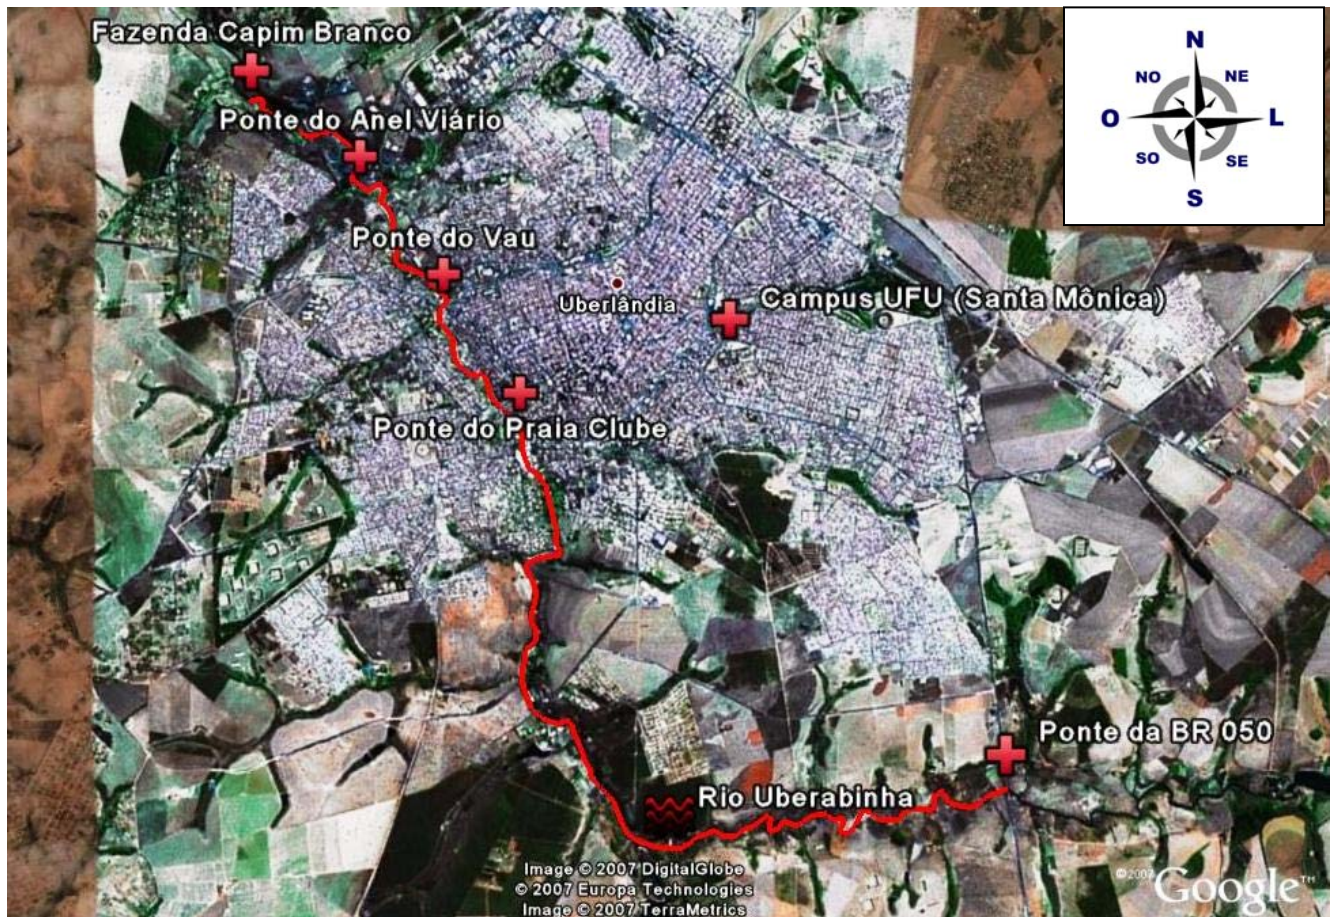 Fazenda Capim Branco
N
NO
NE
Ponte do Anel Viário
O
L
SO
SE
S
Ponte do Vau
Uberlândia
Campus UFU (Santa Mônica)
Ponte do Praia Clube
Ponte da BR 050
Rio Uberabinha
Image © 2007 DigitalGlobe
© 2007 Europa Technologies
Image © 2007 TerraMetrics
© 2007 Google™